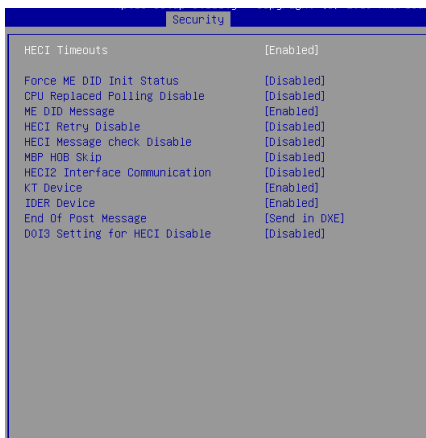 Security
HECI Timeouts [Enabled]
Force ME DID Init Status [Disabled]
CPU Replaced Polling Disable [Disabled]
ME DID Message [Enabled]
HECI Retry Disable [Disabled]
HECI Message check Disable [Disabled]
MBP HOB Skip [Disabled]
HECI2 Interface Communication [Disabled]
KT Device [Enabled]
IDER Device [Enabled]
End Of Post Message [Send in DXE]
D0I3 Setting for HECI Disable [Disabled]